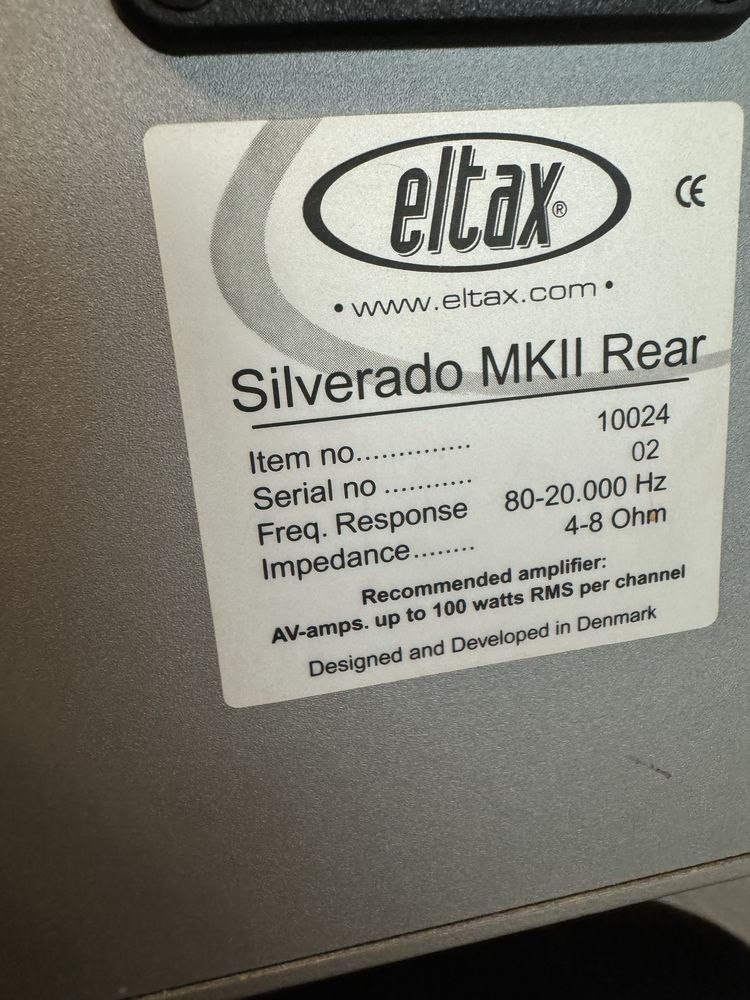 eltax®
CE
• www.eltax.com •
Silverado MKII Rear
Item no.............. 10024
Serial no ........... 02
Freq. Response 80-20.000 Hz
Impedance........ 4-8 Ohm
Recommended amplifier:
AV-amps. up to 100 watts RMS per channel
Designed and Developed in Denmark